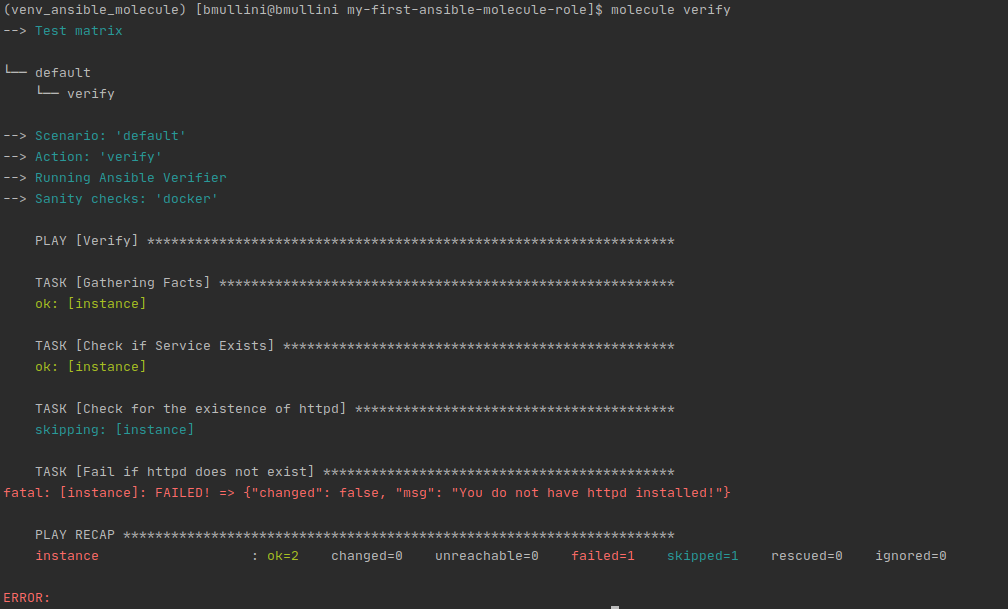 (venv_ansible_molecule) [bmullini@bmullini my-first-ansible-molecule-role]$ molecule verify
--> Test matrix
└── default
    └── verify
--> Scenario: 'default'
--> Action: 'verify'
--> Running Ansible Verifier
--> Sanity checks: 'docker'
    PLAY [Verify] ******************************************************************
    TASK [Gathering Facts] *********************************************************
    ok: [instance]
    TASK [Check if Service Exists] *************************************************
    ok: [instance]
    TASK [Check for the existence of httpd] ****************************************
    skipping: [instance]
    TASK [Fail if httpd does not exist] ********************************************
fatal: [instance]: FAILED! => {"changed": false, "msg": "You do not have httpd installed!"}
    PLAY RECAP *********************************************************************
    instance                   : ok=2    changed=0    unreachable=0    failed=1    skipped=1    rescued=0    ignored=0
ERROR: